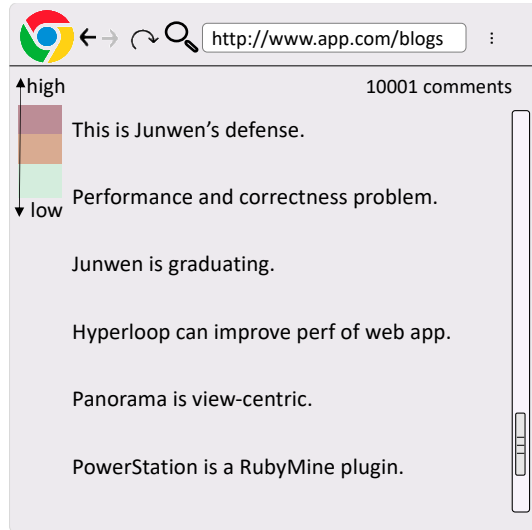 http://www.app.com/blogs
high
10001 comments
This is Junwen’s defense.
Performance and correctness problem.
low
Junwen is graduating.
Hyperloop can improve perf of web app.
Panorama is view-centric.
PowerStation is a RubyMine plugin.